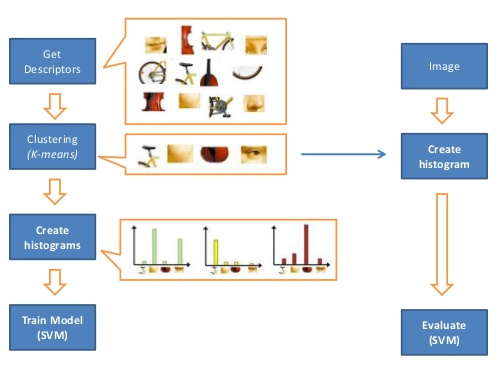 Get
Descriptors
Clustering
(K-means)
Create
histograms
Train Model
(SVM)
Image
Create
histogram
Evaluate
(SVM)